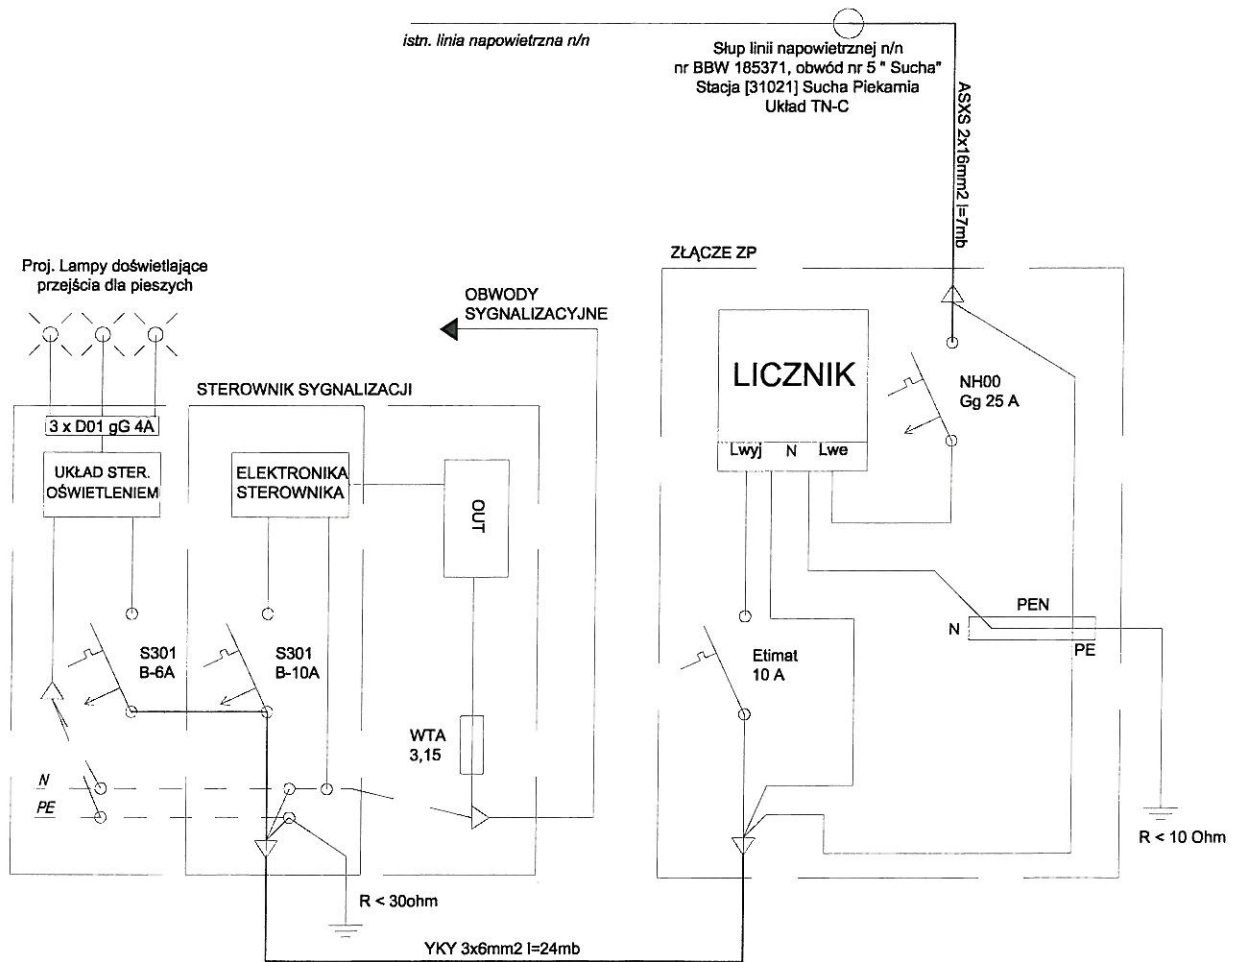 istn. linia napowietrzna n/n
Słup linii napowietrznej n/n
nr BBW 185371, obwód nr 5 " Sucha"
Stacja [31021] Sucha Piekarnia
Układ TN-C
ASXS 2x16mm2 l=7mb
ZŁĄCZE ZP
Proj. Lampy doświetlające
przejścia dla pieszych
OBWODY
SYGNALIZACYJNE
LICZNIK
Lwyj N Lwe
NH00
Gg 25 A
STEROWNIK SYGNALIZACJI
3 x D01 gG 4A
UKŁAD STER.
OŚWIETLENIEM
ELEKTRONIKA
STEROWNIKA
OUT
S301
B-6A
S301
B-10A
Etimat
10 A
PEN
N
PE
WTA
3,15
N
PE
R < 10 Ohm
R < 30ohm
YKY 3x6mm2 l=24mb